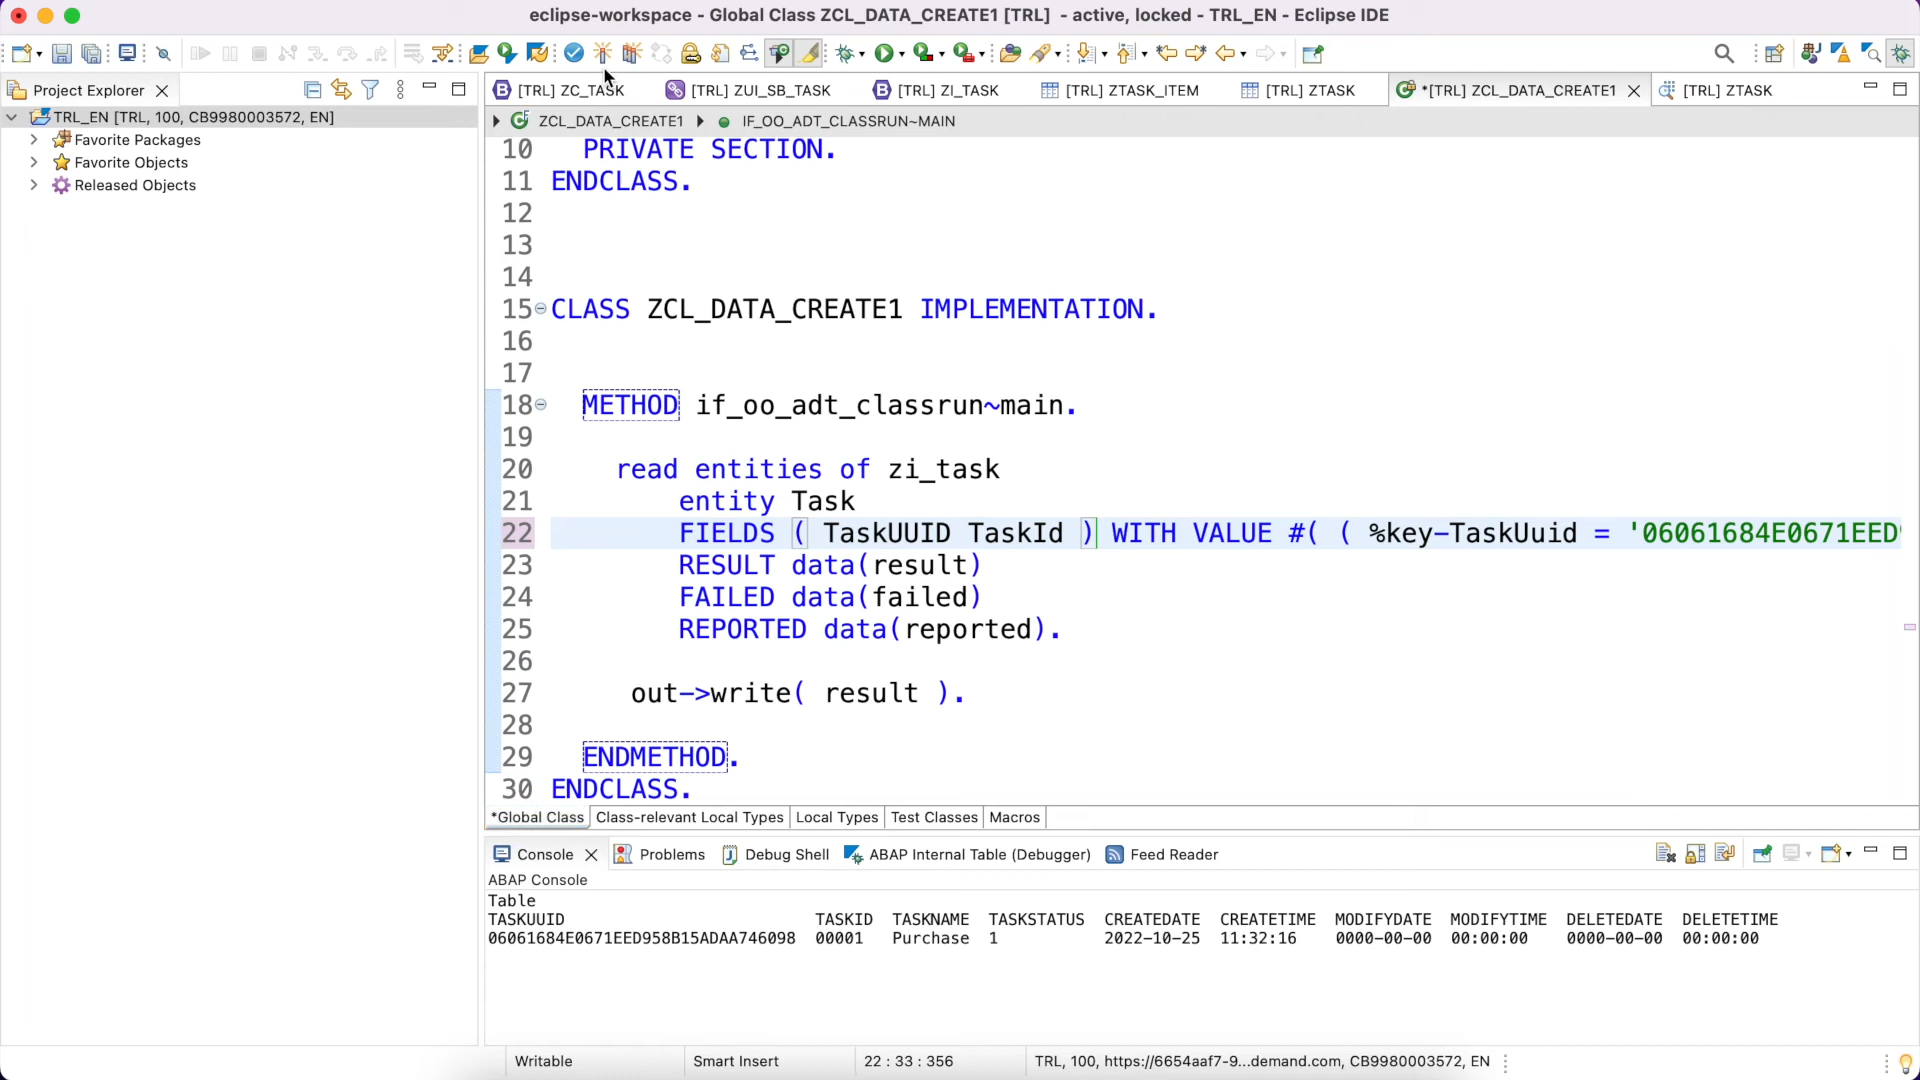 eclipse-workspace - Global Class ZCL_DATA_CREATE1 [TRL] - active, locked - TRL_EN - Eclipse IDE
Project Explorer
[TRL] ZC_TASK
[TRL] ZUI_SB_TASK
[TRL] ZI_TASK
[TRL] ZTASK_ITEM
[TRL] ZTASK
*[TRL] ZCL_DATA_CREATE1
[TRL] ZTASK
TRL_EN [TRL, 100, CB9980003572, EN]
Favorite Packages
Favorite Objects
Released Objects
ZCL_DATA_CREATE1
IF_OO_ADT_CLASSRUN~MAIN
10 PRIVATE SECTION.
11 ENDCLASS.
12
13
14
15 CLASS ZCL_DATA_CREATE1 IMPLEMENTATION.
16
17
18 METHOD if_oo_adt_classrun~main.
19
20 read entities of zi_task
21 entity Task
22 FIELDS ( TaskUUID TaskId ) WITH VALUE #( ( %key-TaskUuid = '06061684E0671EED9
23 RESULT data(result)
24 FAILED data(failed)
25 REPORTED data(reported).
26
27 out->write( result ).
28
29 ENDMETHOD.
30 ENDCLASS.
*Global Class
Class-relevant Local Types
Local Types
Test Classes
Macros
Console
Problems
Debug Shell
ABAP Internal Table (Debugger)
Feed Reader
ABAP Console
Table
TASKUUID TASKID TASKNAME TASKSTATUS CREATEDATE CREATETIME MODIFYDATE MODIFYTIME DELETEDATE DELETETIME
06061684E0671EED958B15ADAA746098 00001 Purchase 1 2022-10-25 11:32:16 0000-00-00 00:00:00 0000-00-00 00:00:00
Writable
Smart Insert
22 : 33 : 356
TRL, 100, https://6654aaf7-9...demand.com, CB9980003572, EN